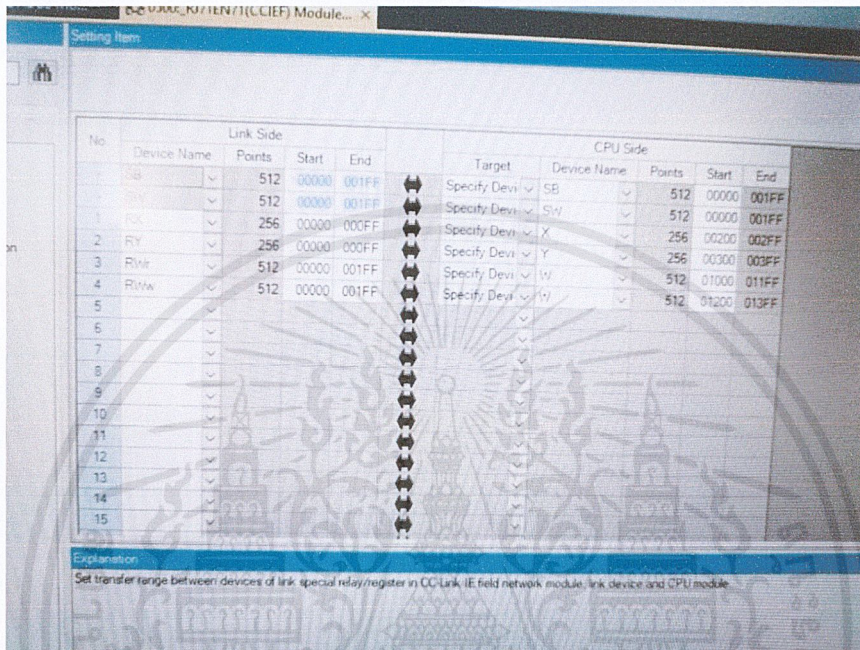 0300:_RJ71EN71(CCIEF) Module... ×
Setting Item
No. Link Side CPU Side
Device Name Points Start End Target Device Name Points Start End
SB 512 00000 001FF Specify Devi SB 512 00000 001FF
512 00000 001FF Specify Devi SW 512 00000 001FF
1 RX 256 00000 000FF Specify Devi X 256 00200 002FF
2 RY 256 00000 000FF Specify Devi Y 256 00300 003FF
3 RWr 512 00000 001FF Specify Devi W 512 01000 011FF
4 RWw 512 00000 001FF Specify Devi W 512 01200 013FF
5
6
7
8
9
10
11
12
13
14
15
Explanation
Set transfer range between devices of link special relay/register in CC-Link IE field network module, link device and CPU module.